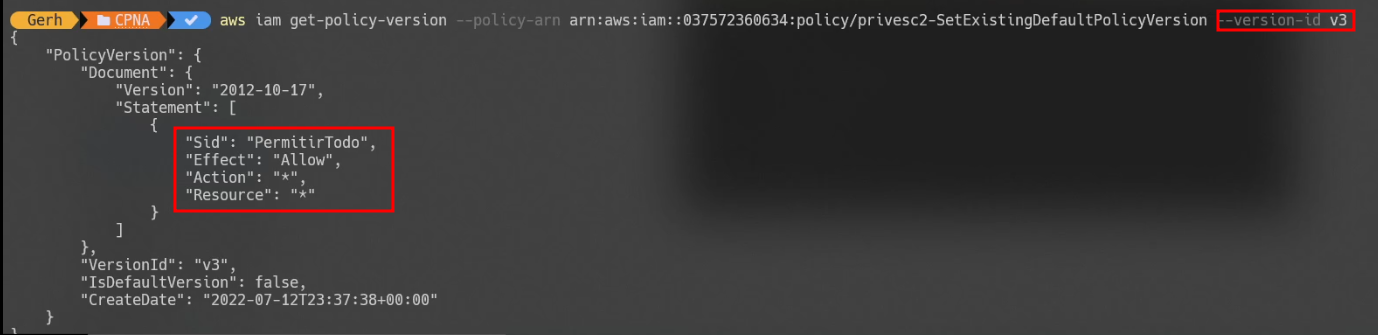 Gerh CPNA aws iam get-policy-version --policy-arn arn:aws:iam::037572360634:policy/privesc2-SetExistingDefaultPolicyVersion --version-id v3
{
    "PolicyVersion": {
        "Document": {
            "Version": "2012-10-17",
            "Statement": [
                {
                    "Sid": "PermitirTodo",
                    "Effect": "Allow",
                    "Action": "*",
                    "Resource": "*"
                }
            ]
        },
        "VersionId": "v3",
        "IsDefaultVersion": false,
        "CreateDate": "2022-07-12T23:37:38+00:00"
    }
}